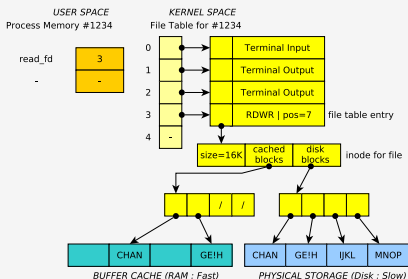 USER SPACE
KERNEL SPACE
Process Memory #1234
File Table for #1234
0
Terminal Input
read_fd
3
1
Terminal Output
-
-
2
Terminal Output
3
RDWR | pos=7
file table entry
4
-
size=16K
cached blocks
disk blocks
inode for file
/
/
CHAN
GE!H
CHAN
GE!H
IJKL
MNOP
BUFFER CACHE (RAM : Fast)
PHYSICAL STORAGE (Disk : Slow)